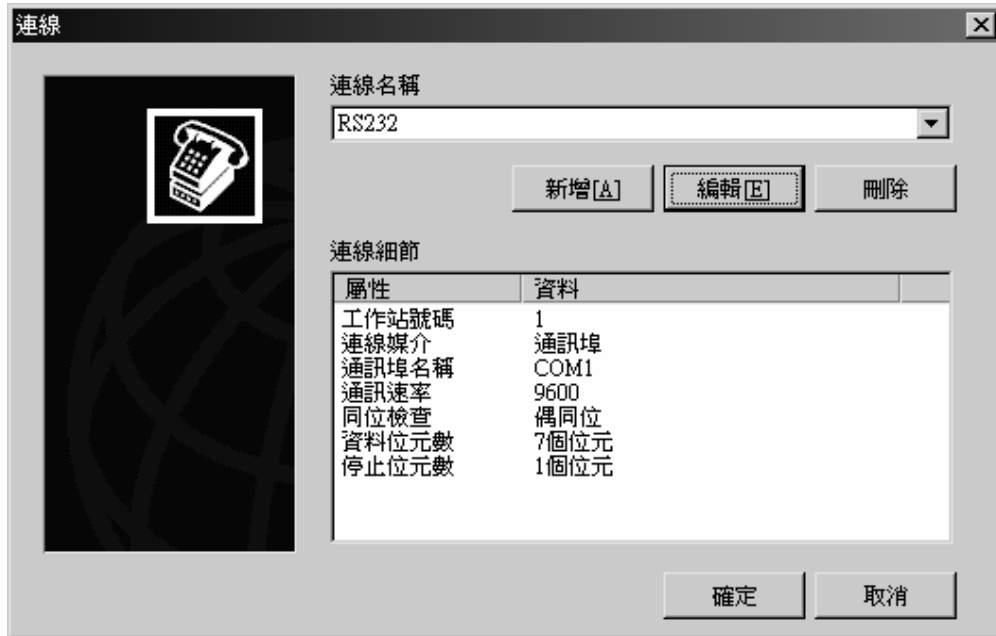 連線
連線名稱
RS232
新增[A] 編輯[E] 刪除
連線細節
屬性 資料
工作站號碼 1
連線媒介 通訊埠
通訊埠名稱 COM1
通訊速率 9600
同位檢查 偶同位
資料位元數 7個位元
停止位元數 1個位元
確定 取消